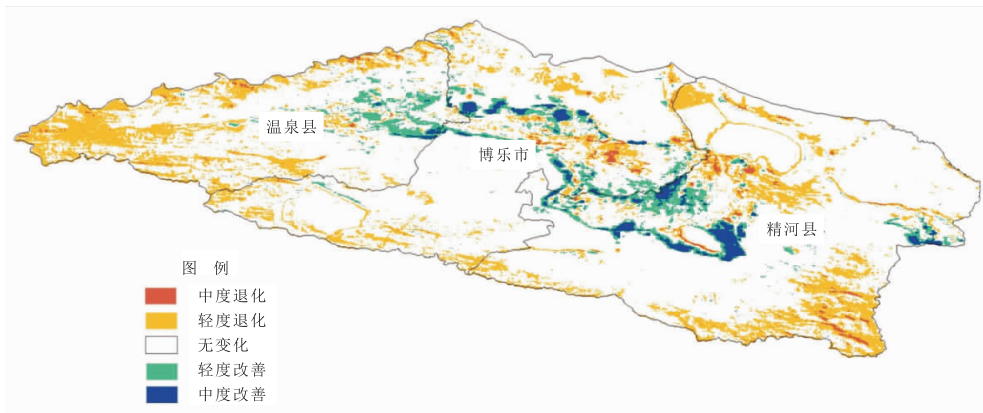 温泉县
博乐市
精河县
图 例
中度退化
轻度退化
无变化
轻度改善
中度改善